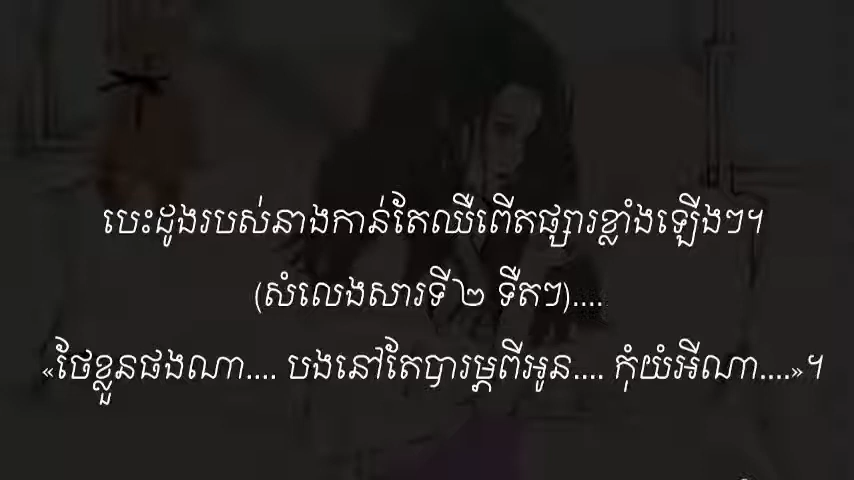 បេះដូងរបស់នាងកាន់តែឈឺពើតផ្សារខ្លាំងឡើងៗ។
(សំលេងសារទី ២ ទឺតៗ)....
«ថែខ្លួនផងណា.... បងនៅតែបារម្ភពីអូន.... កុំយំអីណា....»។